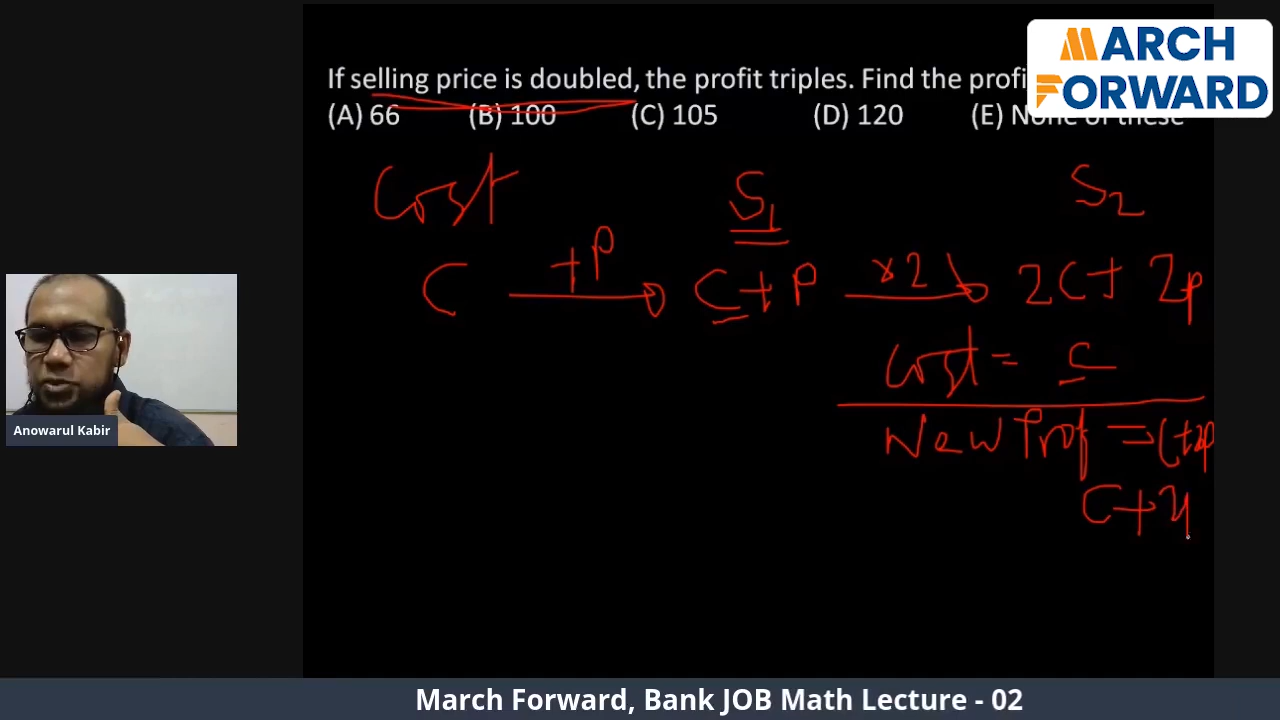 MARCH
FORWARD
If selling price is doubled, the profit triples. Find the profi
(A) 66 (B) 100 (C) 105 (D) 120 (E) None of these
Cost S1 S2
C +P C + P ×2 2C + 2p
Cost = C
New Prof = C+2p
C +
Anowarul Kabir
March Forward, Bank JOB Math Lecture - 02